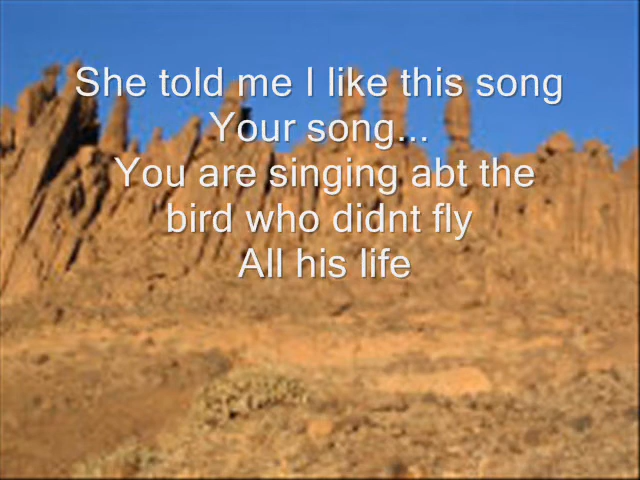 She told me I like this song
Your song...
You are singing abt the
bird who didnt fly
All his life